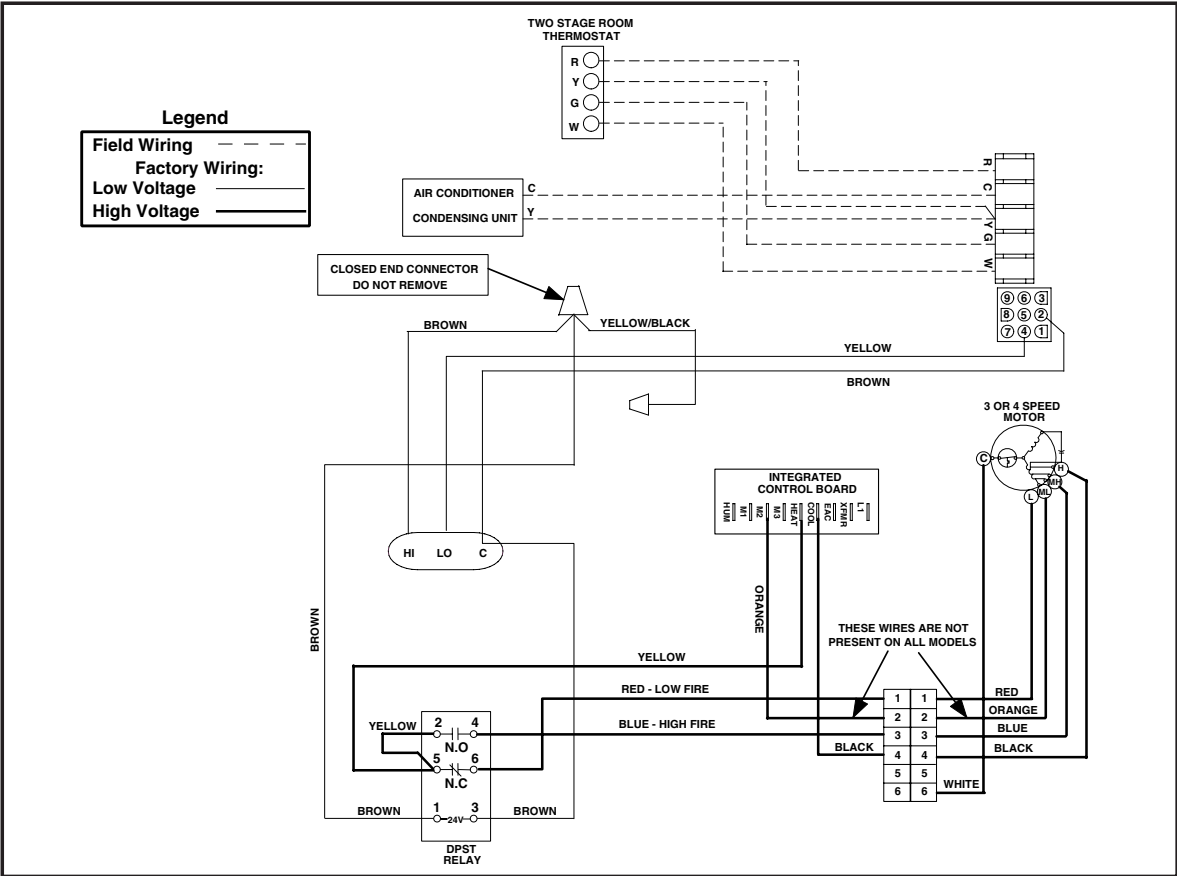 TWO STAGE ROOM
THERMOSTAT
R
Y
G
W
Legend
Field Wiring
Factory Wiring:
Low Voltage
High Voltage
AIR CONDITIONER
CONDENSING UNIT
C
Y
R
C
Y
G
W
CLOSED END CONNECTOR
DO NOT REMOVE
9 6 3
8 5 2
7 4 1
BROWN
YELLOW/BLACK
YELLOW
BROWN
3 OR 4 SPEED
MOTOR
C
H
MH
ML
L
INTEGRATED
CONTROL BOARD
HUM
M1
M2
M3
HEAT
COOL
EAC
XFMR
L1
HI LO C
BROWN
ORANGE
THESE WIRES ARE NOT
PRESENT ON ALL MODELS
YELLOW
RED - LOW FIRE
BLUE - HIGH FIRE
BLACK
1 1
2 2
3 3
4 4
5 5
6 6
RED
ORANGE
BLUE
BLACK
WHITE
YELLOW
2 4
N.O
5 6
N.C
1 3
24V
BROWN
BROWN
DPST
RELAY